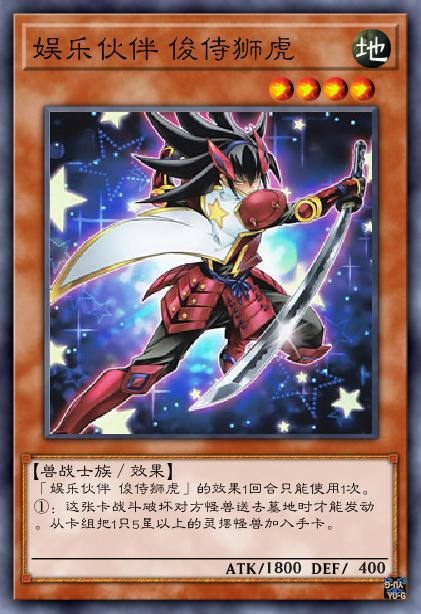 娱乐伙伴 俊侍狮虎
地
【兽战士族/效果】
「娱乐伙伴 俊侍狮虎」的效果1回合只能使用1次。
①：这张卡战斗破坏对方怪兽送去墓地时才能发动
。从卡组把1只5星以上的灵摆怪兽加入手卡。
ATK/1800 DEF/ 400